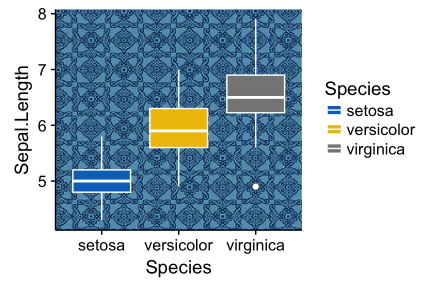 8
7
6
5
Sepal.Length
setosa versicolor virginica
Species
Species
setosa
versicolor
virginica